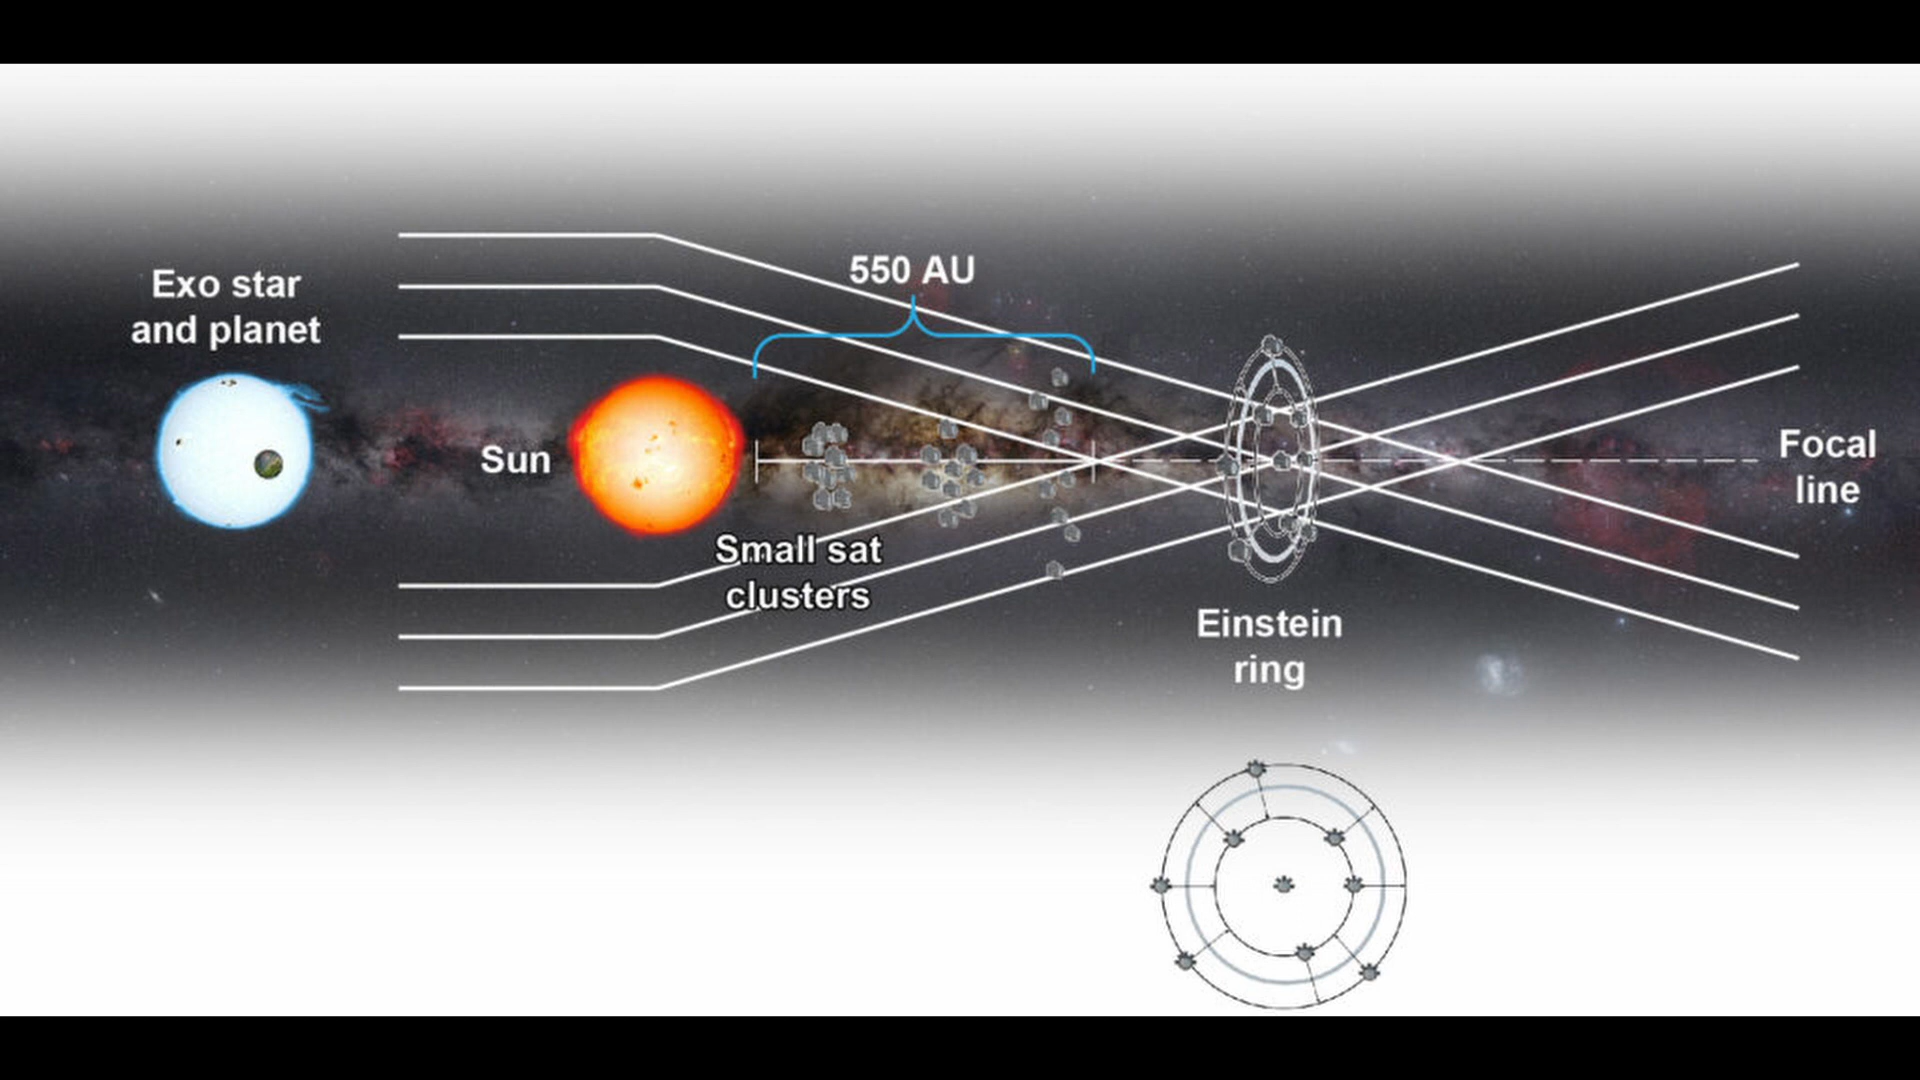 Exo star
and planet
550 AU
Sun
Small sat
clusters
Einstein
ring
Focal
line